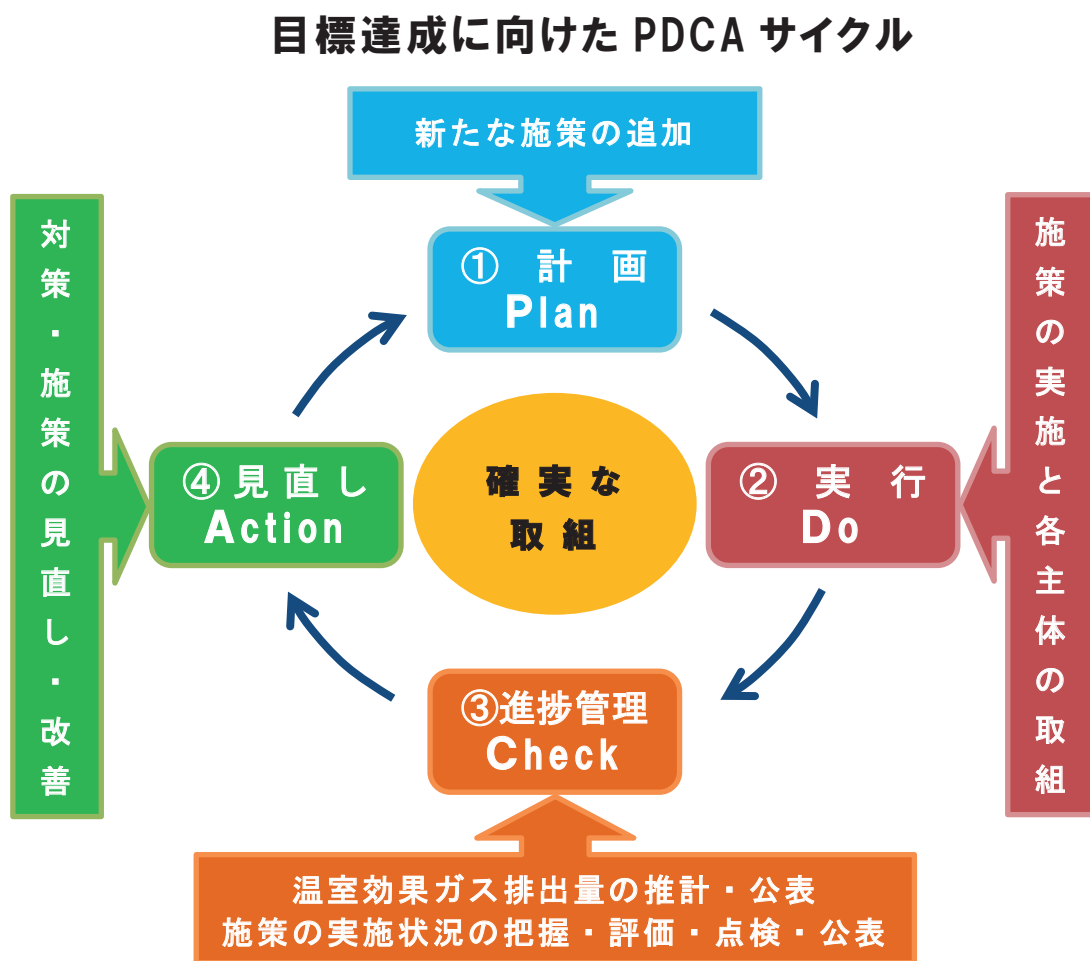 目標達成に向けた PDCA サイクル
新たな施策の追加
① 計 画
Plan
施策の実施と各主体の取組
② 実 行
Do
確実な
取組
③進捗管理
Check
温室効果ガス排出量の推計・公表
施策の実施状況の把握・評価・点検・公表
④見直し
Action
対策・施策の見直し・改善